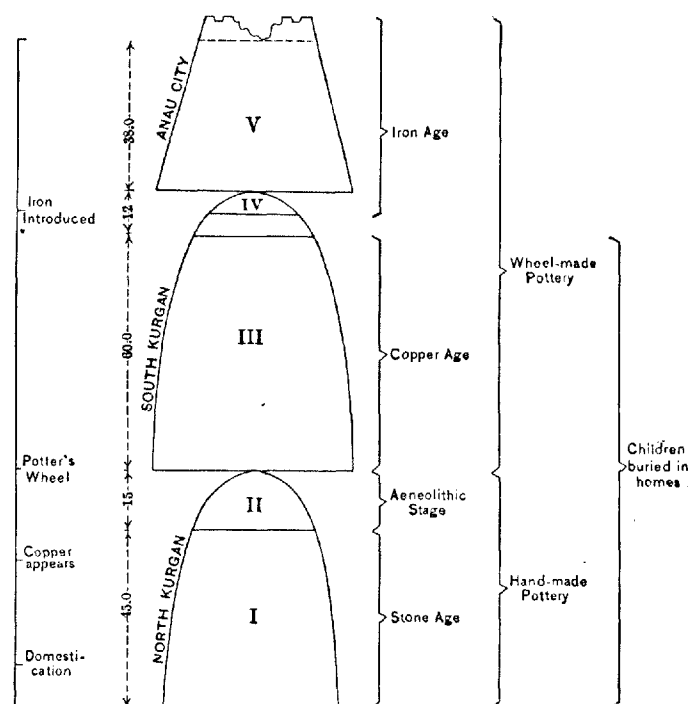 ANAU CITY
38.0
V
Iron Age
Iron
Introduced
12
IV
Wheel-made
Pottery
SOUTH KURGAN
60.0
III
Copper Age
Potter's
Wheel
Children
buried in
homes
15
II
Aeneolithic
Stage
Copper
appears
Hand-made
Pottery
NORTH KURGAN
45.0
I
Stone Age
Domesti-
cation